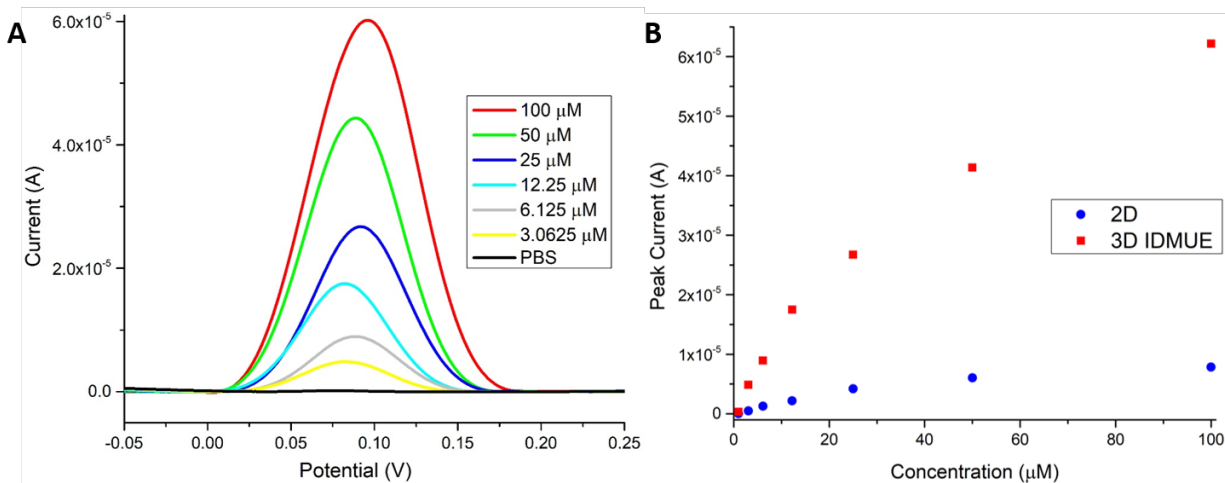 A
Current (A)
6.0x10⁻⁵
4.0x10⁻⁵
2.0x10⁻⁵
0.0
100 μM
50 μM
25 μM
12.25 μM
6.125 μM
3.0625 μM
PBS
-0.05 0.00 0.05 0.10 0.15 0.20 0.25
Potential (V)
B
Peak Current (A)
6x10⁻⁵
5x10⁻⁵
4x10⁻⁵
3x10⁻⁵
2x10⁻⁵
1x10⁻⁵
0
2D
3D IDMUE
0 20 40 60 80 100
Concentration (μM)